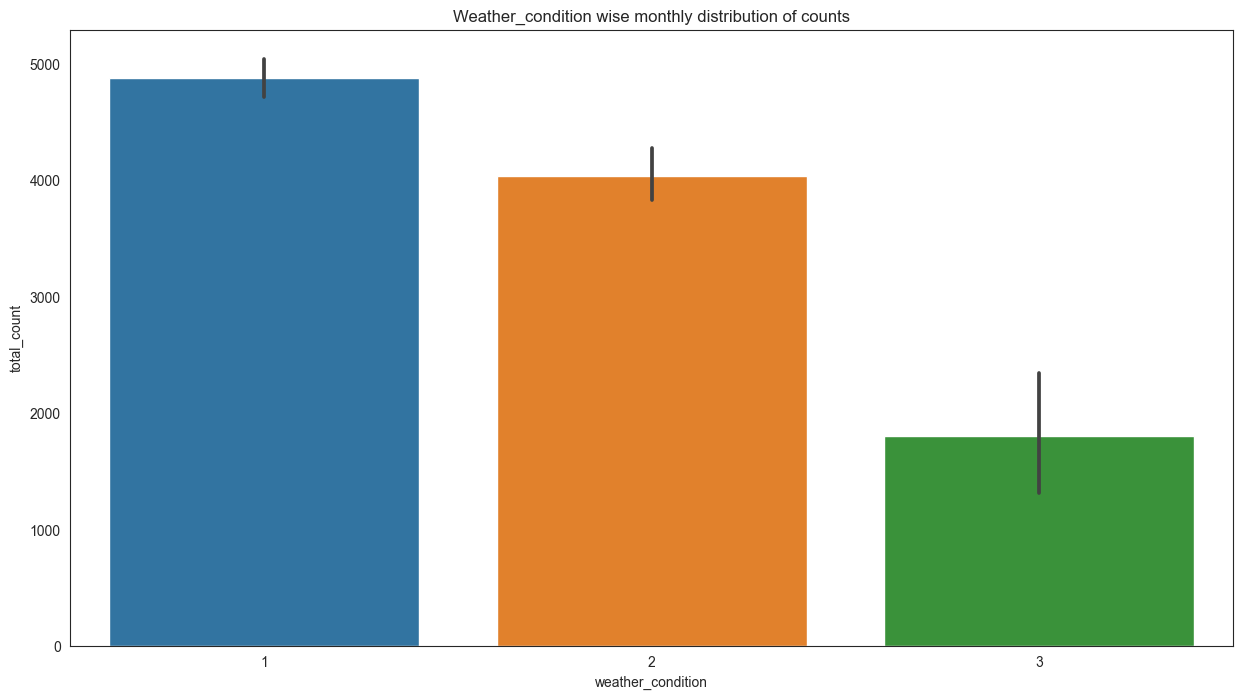 Weather_condition wise monthly distribution of counts
5000
4000
3000
2000
1000
0
total_count
1 2 3
weather_condition